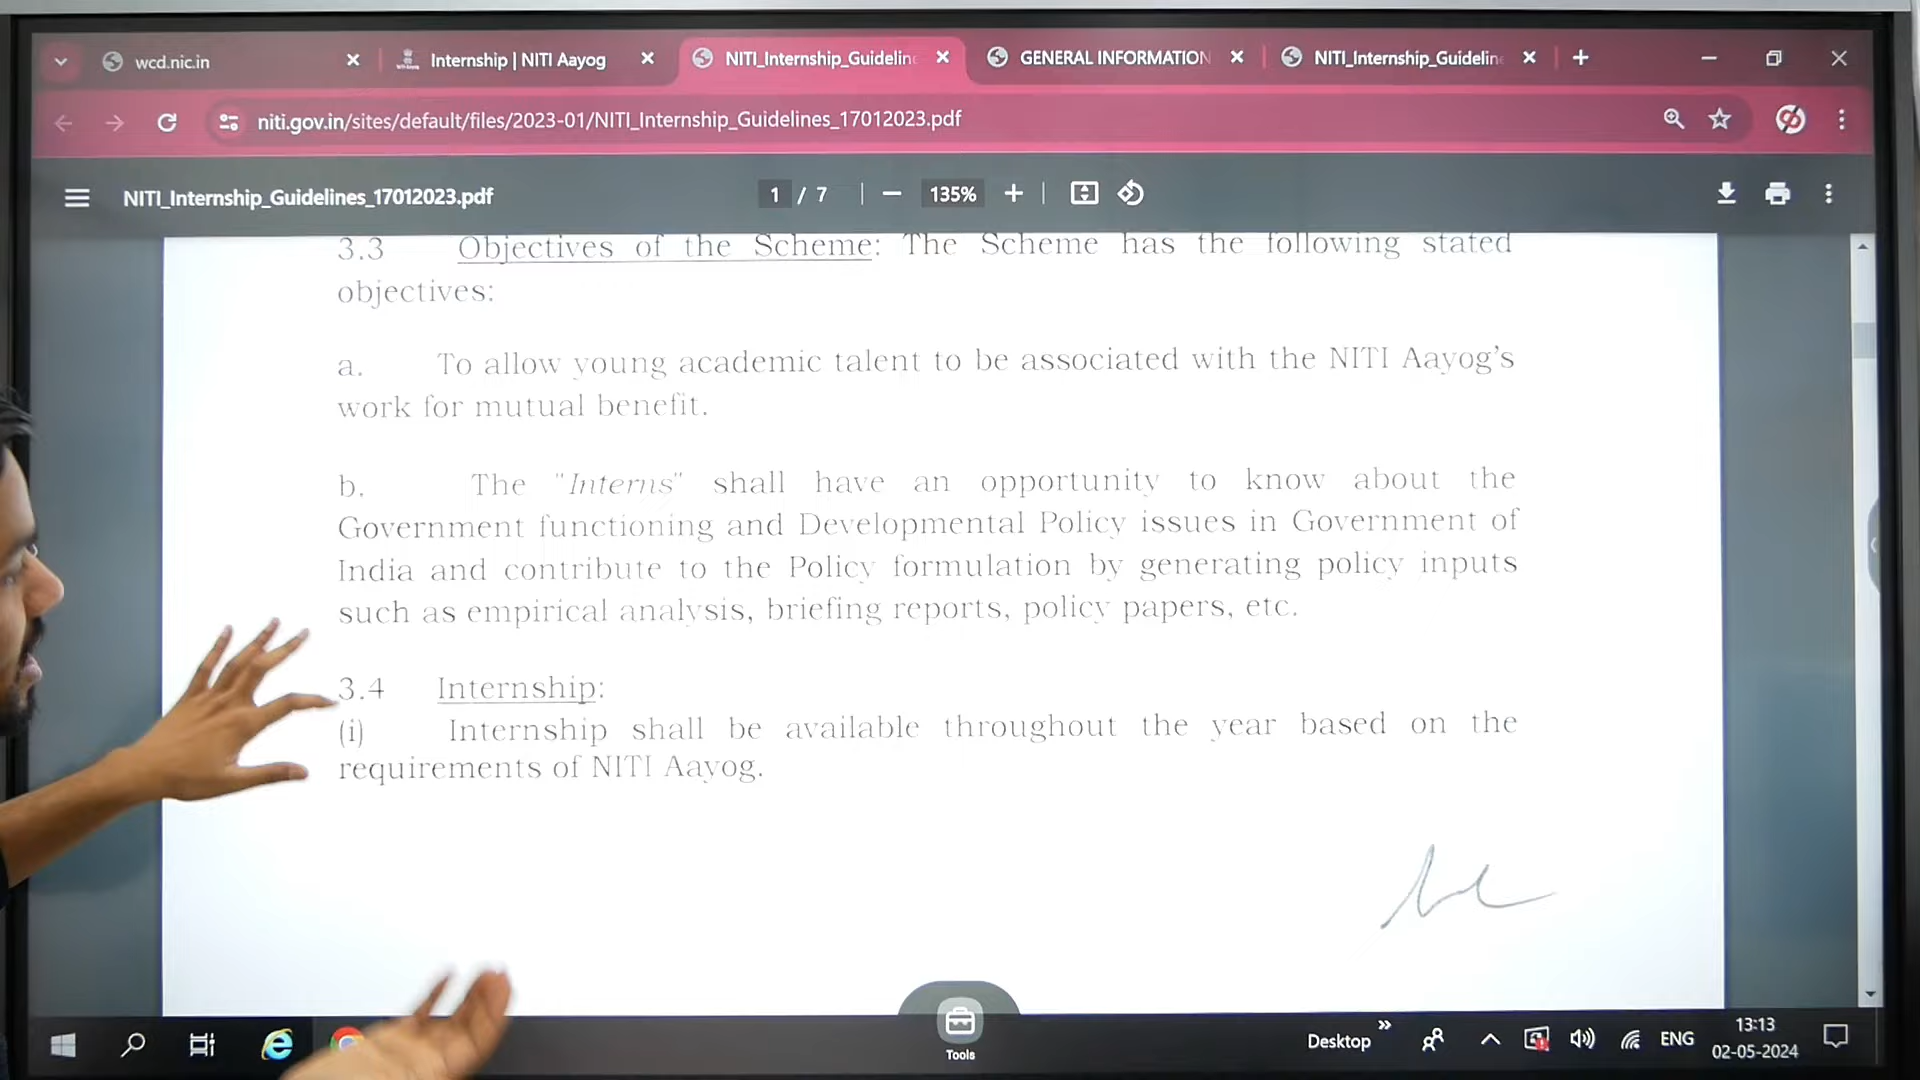 wcd.nic.in
Internship | NITI Aayog
NITI_Internship_Guideline
GENERAL INFORMATION
NITI_Internship_Guideline
niti.gov.in/sites/default/files/2023-01/NITI_Internship_Guidelines_17012023.pdf
NITI_Internship_Guidelines_17012023.pdf
1 / 7
135%
3.3 Objectives of the Scheme: The Scheme has the following stated
objectives:
a. To allow young academic talent to be associated with the NITI Aayog's
work for mutual benefit.
b. The "Interns" shall have an opportunity to know about the
Government functioning and Developmental Policy issues in Government of
India and contribute to the Policy formulation by generating policy inputs
such as empirical analysis, briefing reports, policy papers, etc.
3.4 Internship:
(i) Internship shall be available throughout the year based on the
requirements of NITI Aayog.
Tools
Desktop
ENG
13:13
02-05-2024